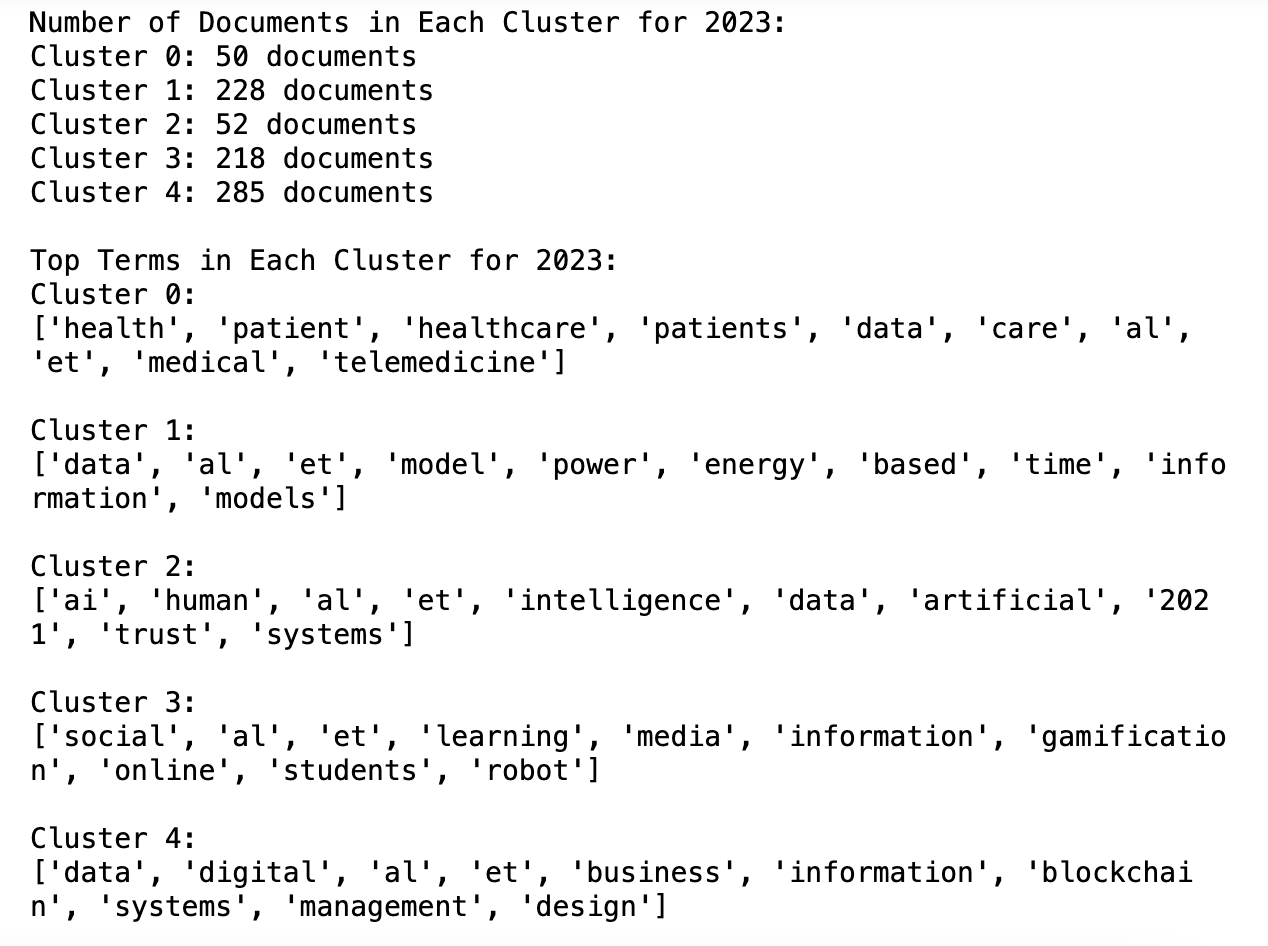 Number of Documents in Each Cluster for 2023:
Cluster 0: 50 documents
Cluster 1: 228 documents
Cluster 2: 52 documents
Cluster 3: 218 documents
Cluster 4: 285 documents
Top Terms in Each Cluster for 2023:
Cluster 0:
['health', 'patient', 'healthcare', 'patients', 'data', 'care', 'al',
'et', 'medical', 'telemedicine']
Cluster 1:
['data', 'al', 'et', 'model', 'power', 'energy', 'based', 'time', 'info
rmation', 'models']
Cluster 2:
['ai', 'human', 'al', 'et', 'intelligence', 'data', 'artificial', '202
1', 'trust', 'systems']
Cluster 3:
['social', 'al', 'et', 'learning', 'media', 'information', 'gamificatio
n', 'online', 'students', 'robot']
Cluster 4:
['data', 'digital', 'al', 'et', 'business', 'information', 'blockchai
n', 'systems', 'management', 'design']